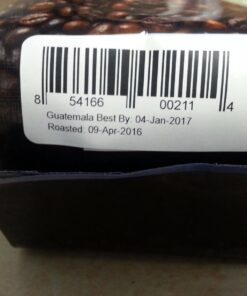 8 54166 00211 4
Guatemala Best By: 04-Jan-2017
Roasted: 09-Apr-2016